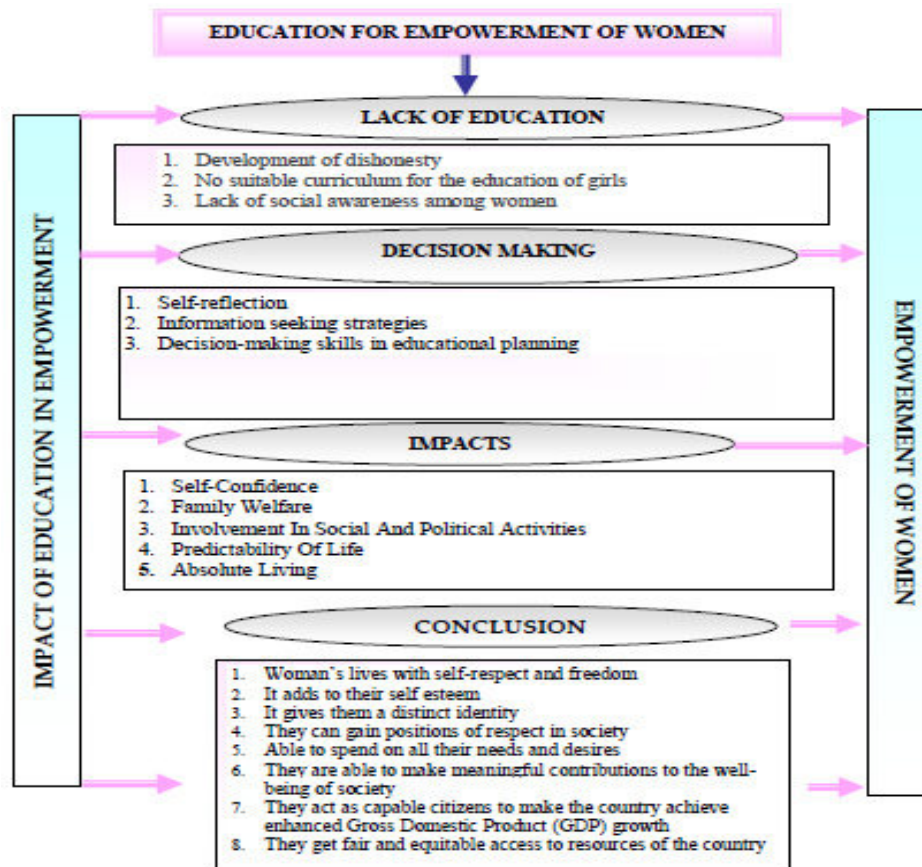 EDUCATION FOR EMPOWERMENT OF WOMEN
IMPACT OF EDUCATION IN EMPOWERMENT
LACK OF EDUCATION
1. Development of dishonesty
2. No suitable curriculum for the education of girls
3. Lack of social awareness among women
DECISION MAKING
1. Self-reflection
2. Information seeking strategies
3. Decision-making skills in educational planning
IMPACTS
1. Self-Confidence
2. Family Welfare
3. Involvement In Social And Political Activities
4. Predictability Of Life
5. Absolute Living
CONCLUSION
1. Woman's lives with self-respect and freedom
2. It adds to their self esteem
3. It gives them a distinct identity
4. They can gain positions of respect in society
5. Able to spend on all their needs and desires
6. They are able to make meaningful contributions to the well-
being of society
7. They act as capable citizens to make the country achieve
enhanced Gross Domestic Product (GDP) growth
8. They get fair and equitable access to resources of the country
EMPOWERMENT OF WOMEN